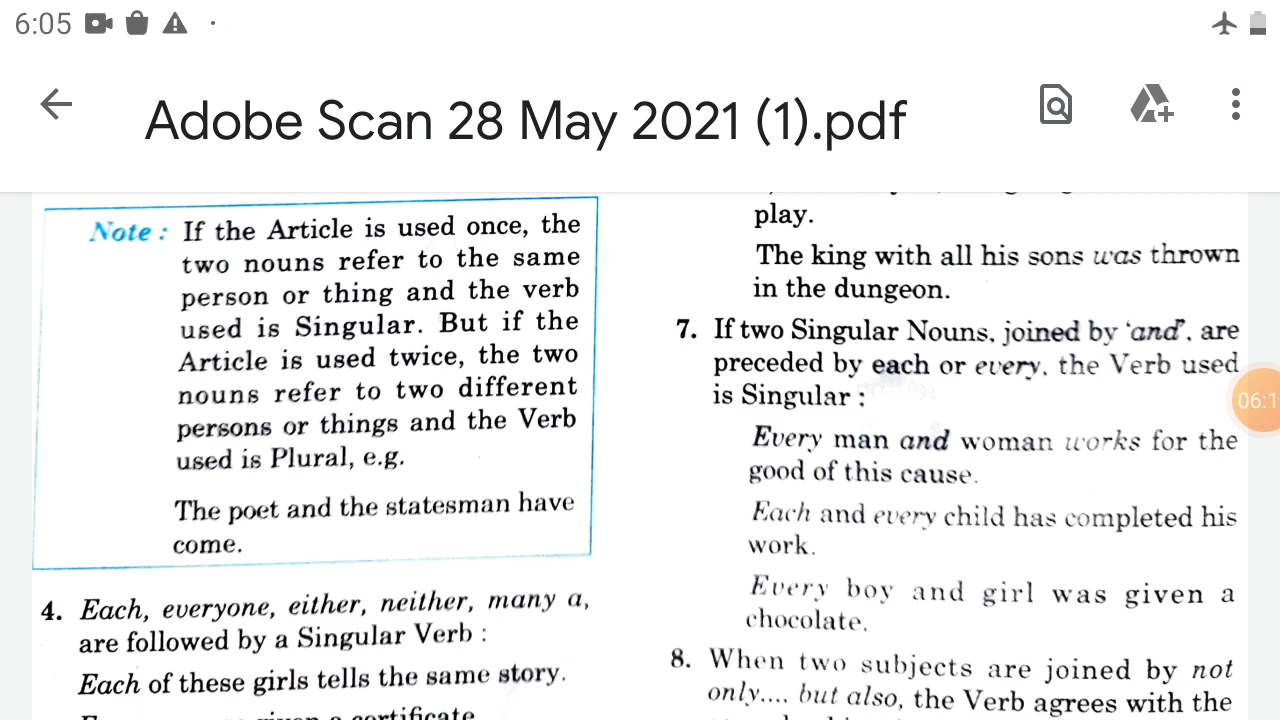 6:05
Adobe Scan 28 May 2021 (1).pdf
Note : If the Article is used once, the
two nouns refer to the same
person or thing and the verb
used is Singular. But if the
Article is used twice, the two
nouns refer to two different
persons or things and the Verb
used is Plural, e.g.
The poet and the statesman have
come.
4. Each, everyone, either, neither, many a,
are followed by a Singular Verb :
Each of these girls tells the same story.
certificate
play.
The king with all his sons was thrown
in the dungeon.
7. If two Singular Nouns, joined by ‘and’, are
preceded by each or every, the Verb used
is Singular :
Every man and woman works for the
good of this cause.
Each and every child has completed his
work.
Every boy and girl was given a
chocolate.
8. When two subjects are joined by not
only.... but also, the Verb agrees with the
06:1